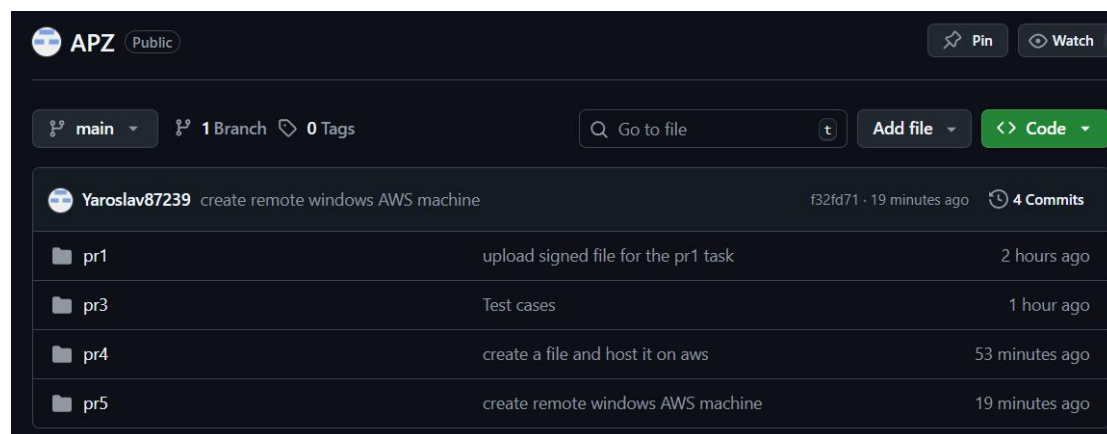 APZ Public Pin Watch
main 1 Branch 0 Tags Go to file t Add file <> Code
Yaroslav87239 create remote windows AWS machine f32fd71 · 19 minutes ago 4 Commits
pr1 upload signed file for the pr1 task 2 hours ago
pr3 Test cases 1 hour ago
pr4 create a file and host it on aws 53 minutes ago
pr5 create remote windows AWS machine 19 minutes ago